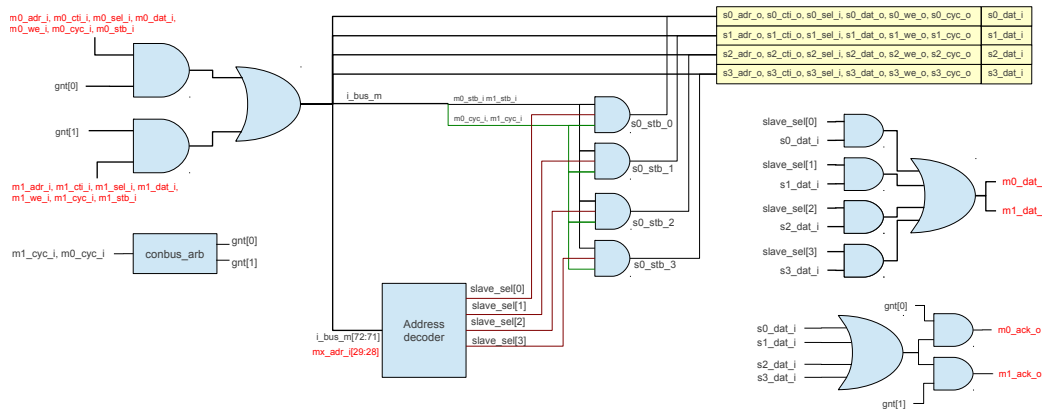 m0_adr_i, m0_cti_i, m0_sel_i, m0_dat_i,
m0_we_i, m0_cyc_i, m0_stb_i
gnt[0]
gnt[1]
m1_adr_i, m1_cti_i, m1_sel_i, m1_dat_i,
m1_we_i, m1_cyc_i, m1_stb_i
m1_cyc_i, m0_cyc_i
conbus_arb
gnt[0]
gnt[1]
i_bus_m
m0_stb_i m1_stb_i
m0_cyc_i, m1_cyc_i
s0_stb_0
s0_stb_1
s0_stb_2
s0_stb_3
slave_sel[0]
slave_sel[1]
slave_sel[2]
slave_sel[3]
Address
decoder
i_bus_m[72:71]
mx_adr_i[29:28]
s0_adr_o, s0_cti_o, s0_sel_i, s0_dat_o, s0_we_o, s0_cyc_o s0_dat_i
s1_adr_o, s1_cti_o, s1_sel_i, s1_dat_o, s1_we_o, s1_cyc_o s1_dat_i
s2_adr_o, s2_cti_o, s2_sel_i, s2_dat_o, s2_we_o, s2_cyc_o s2_dat_i
s3_adr_o, s3_cti_o, s3_sel_i, s3_dat_o, s3_we_o, s3_cyc_o s3_dat_i
slave_sel[0]
s0_dat_i
slave_sel[1]
s1_dat_i
slave_sel[2]
s2_dat_i
slave_sel[3]
s3_dat_i
m0_dat_
m1_dat_
s0_dat_i
s1_dat_i
s2_dat_i
s3_dat_i
gnt[0]
gnt[1]
m0_ack_o
m1_ack_o